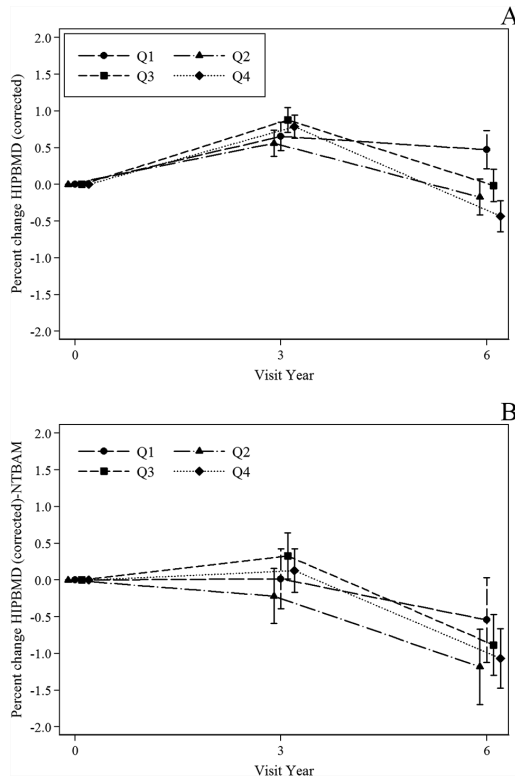 A
Percent change HIPBMD (corrected)
2.0
1.5
1.0
0.5
0.0
-0.5
-1.0
-1.5
-2.0
Q1 Q2
Q3 Q4
0 3 6
Visit Year
B
Percent change HIPBMD (corrected)-NTBAM
2.0
1.5
1.0
0.5
0.0
-0.5
-1.0
-1.5
-2.0
Q1 Q2
Q3 Q4
0 3 6
Visit Year